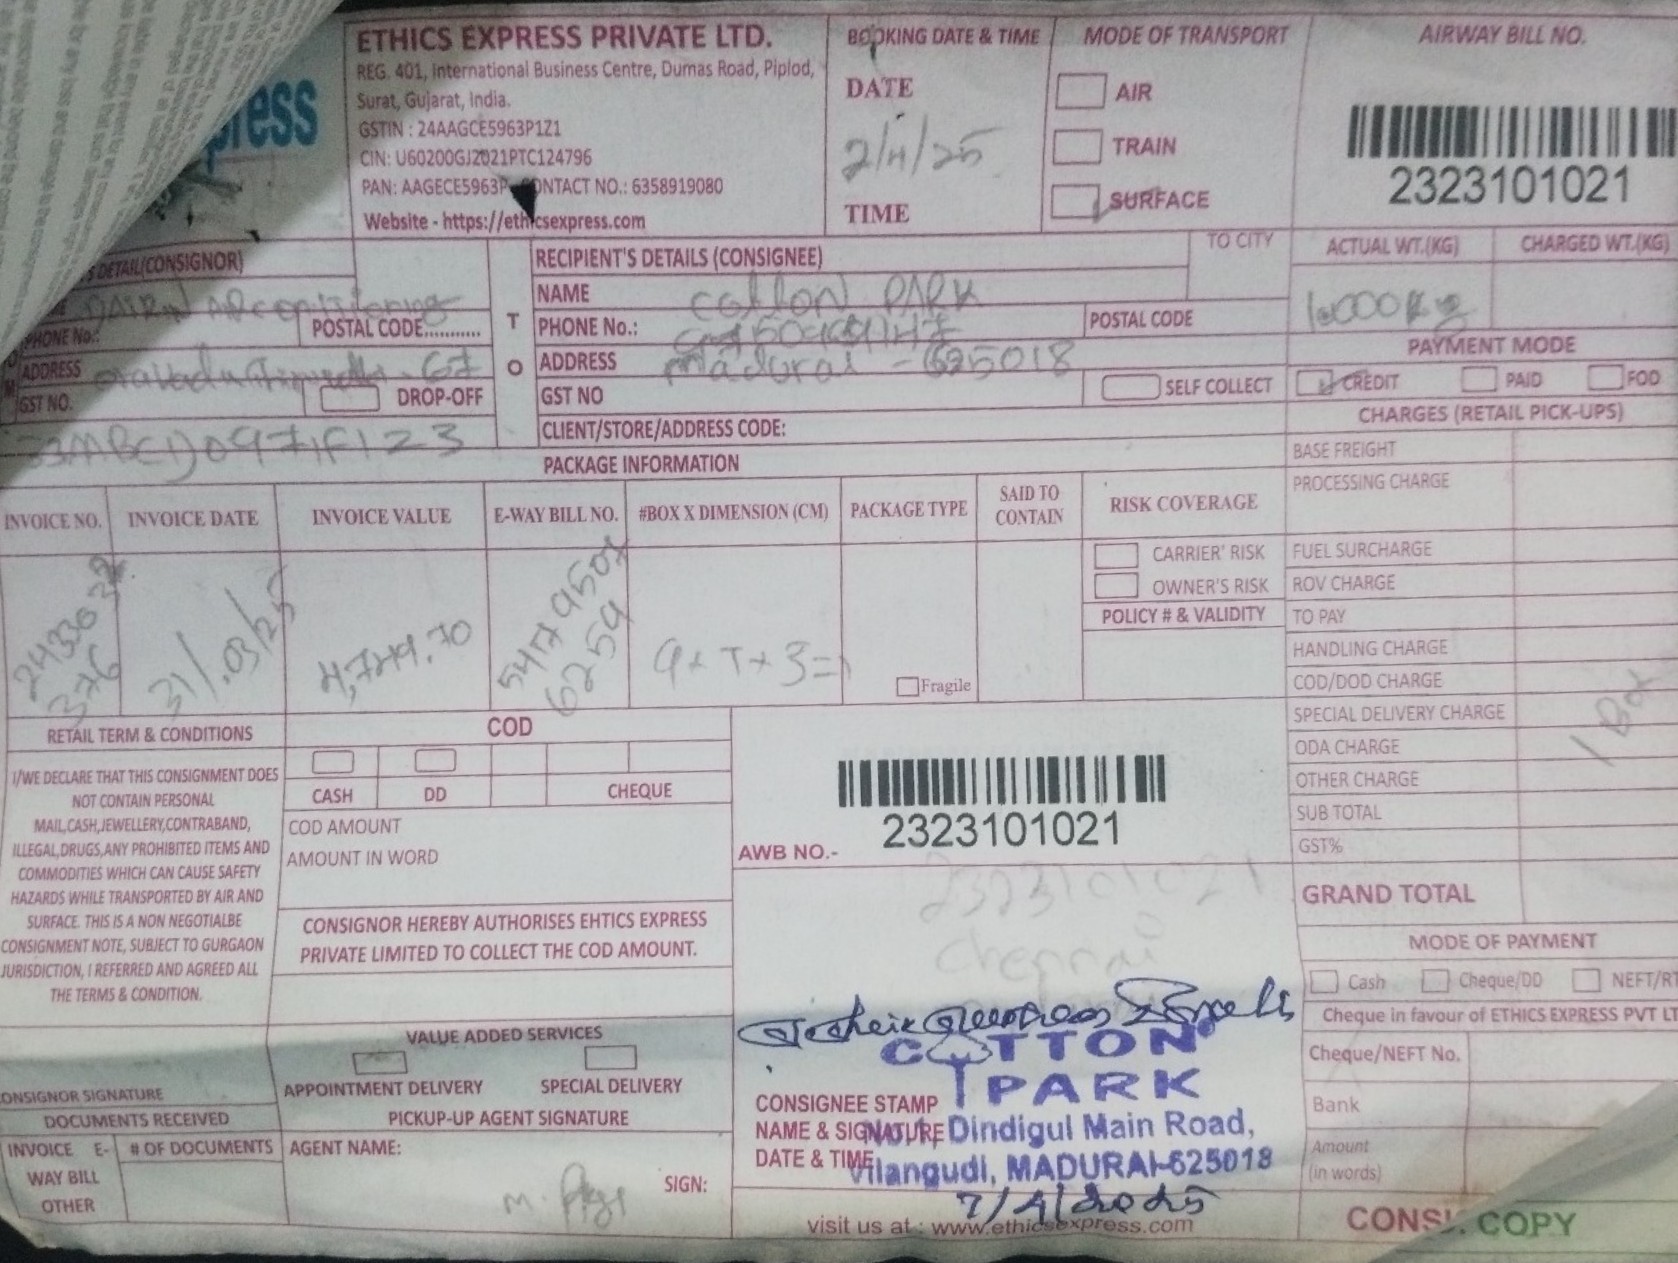 ETHICS EXPRESS PRIVATE LTD.
REG. 401, International Business Centre, Dumas Road, Piplod,
Surat, Gujarat, India.
GSTIN : 24AAGCE5963P1Z1
CIN: U60200GJ2021PTC124796
PAN: AAGECE5963P CONTACT NO.: 6358919080
Website - https://ethicsexpress.com
ress
BOOKING DATE & TIME
DATE
2/4/25
TIME
MODE OF TRANSPORT
AIR
TRAIN
SURFACE
AIRWAY BILL NO.
2323101021
DETAIL(CONSIGNOR)
PHONE No.:
POSTAL CODE...........
ADDRESS
GST NO.
DROP-OFF
T
O
RECIPIENT'S DETAILS (CONSIGNEE)
TO CITY
NAME Cotton PARK
PHONE No.:
POSTAL CODE
ADDRESS Madurai - 625018
GST NO
SELF COLLECT
CLIENT/STORE/ADDRESS CODE:
ACTUAL WT.(KG)
CHARGED WT.(KG)
PAYMENT MODE
CREDIT
PAID
FOD
CHARGES (RETAIL PICK-UPS)
PACKAGE INFORMATION
INVOICE NO.
INVOICE DATE
INVOICE VALUE
E-WAY BILL NO.
#BOX X DIMENSION (CM)
PACKAGE TYPE
SAID TO CONTAIN
RISK COVERAGE
376
31/.03/25
4,749.70
6259
Fragile
CARRIER' RISK
OWNER'S RISK
POLICY # & VALIDITY
BASE FREIGHT
PROCESSING CHARGE
FUEL SURCHARGE
ROV CHARGE
TO PAY
HANDLING CHARGE
COD/DOD CHARGE
SPECIAL DELIVERY CHARGE
ODA CHARGE
OTHER CHARGE
SUB TOTAL
GST%
GRAND TOTAL
1 Box
RETAIL TERM & CONDITIONS
I/WE DECLARE THAT THIS CONSIGNMENT DOES
NOT CONTAIN PERSONAL
MAIL,CASH,JEWELLERY,CONTRABAND,
ILLEGAL,DRUGS,ANY PROHIBITED ITEMS AND
COMMODITIES WHICH CAN CAUSE SAFETY
HAZARDS WHILE TRANSPORTED BY AIR AND
SURFACE. THIS IS A NON NEGOTIALBE
CONSIGNMENT NOTE, SUBJECT TO GURGAON
JURISDICTION, I REFERRED AND AGREED ALL
THE TERMS & CONDITION.
COD
CASH
DD
CHEQUE
COD AMOUNT
AMOUNT IN WORD
CONSIGNOR HEREBY AUTHORISES EHTICS EXPRESS
PRIVATE LIMITED TO COLLECT THE COD AMOUNT.
AWB NO.-
2323101021
2323101021
Chennai
VALUE ADDED SERVICES
APPOINTMENT DELIVERY
SPECIAL DELIVERY
ONSIGNOR SIGNATURE
DOCUMENTS RECEIVED
PICKUP-UP AGENT SIGNATURE
INVOICE E-
WAY BILL
OTHER
# OF DOCUMENTS
AGENT NAME:
SIGN:
COTTON
PARK
CONSIGNEE STAMP
NAME & SIGNATURE
Dindigul Main Road,
DATE & TIME
Vilangudi, MADURAI-625018
7/4/2025
visit us at : www.ethicsexpress.com
MODE OF PAYMENT
Cash
Cheque/DD
NEFT/RT
Cheque in favour of ETHICS EXPRESS PVT LT
Cheque/NEFT No.
Bank
Amount
(in words)
COPY